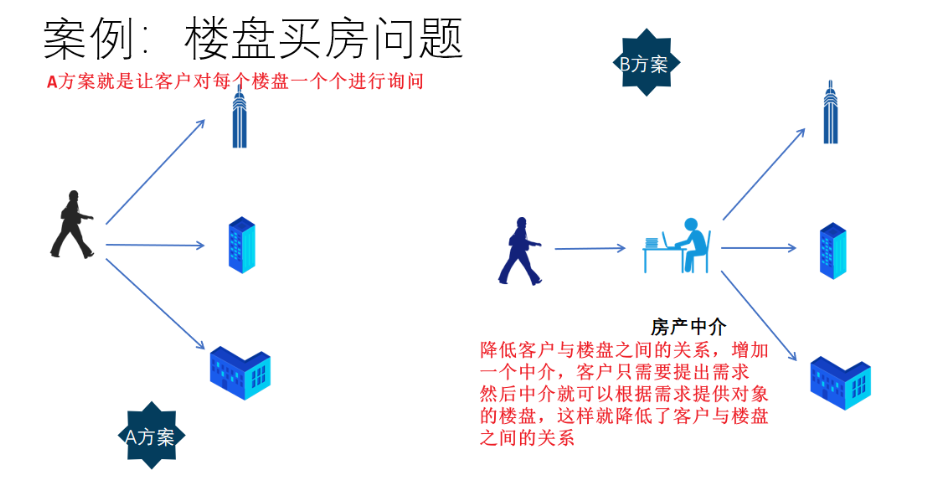 案例：楼盘买房问题
A方案就是让客户对每个楼盘一个个进行询问
B方案
A方案
房产中介
降低客户与楼盘之间的关系，增加
一个中介，客户只需要提出需求
然后中介就可以根据需求提供对象
的楼盘，这样就降低了客户与楼盘
之间的关系